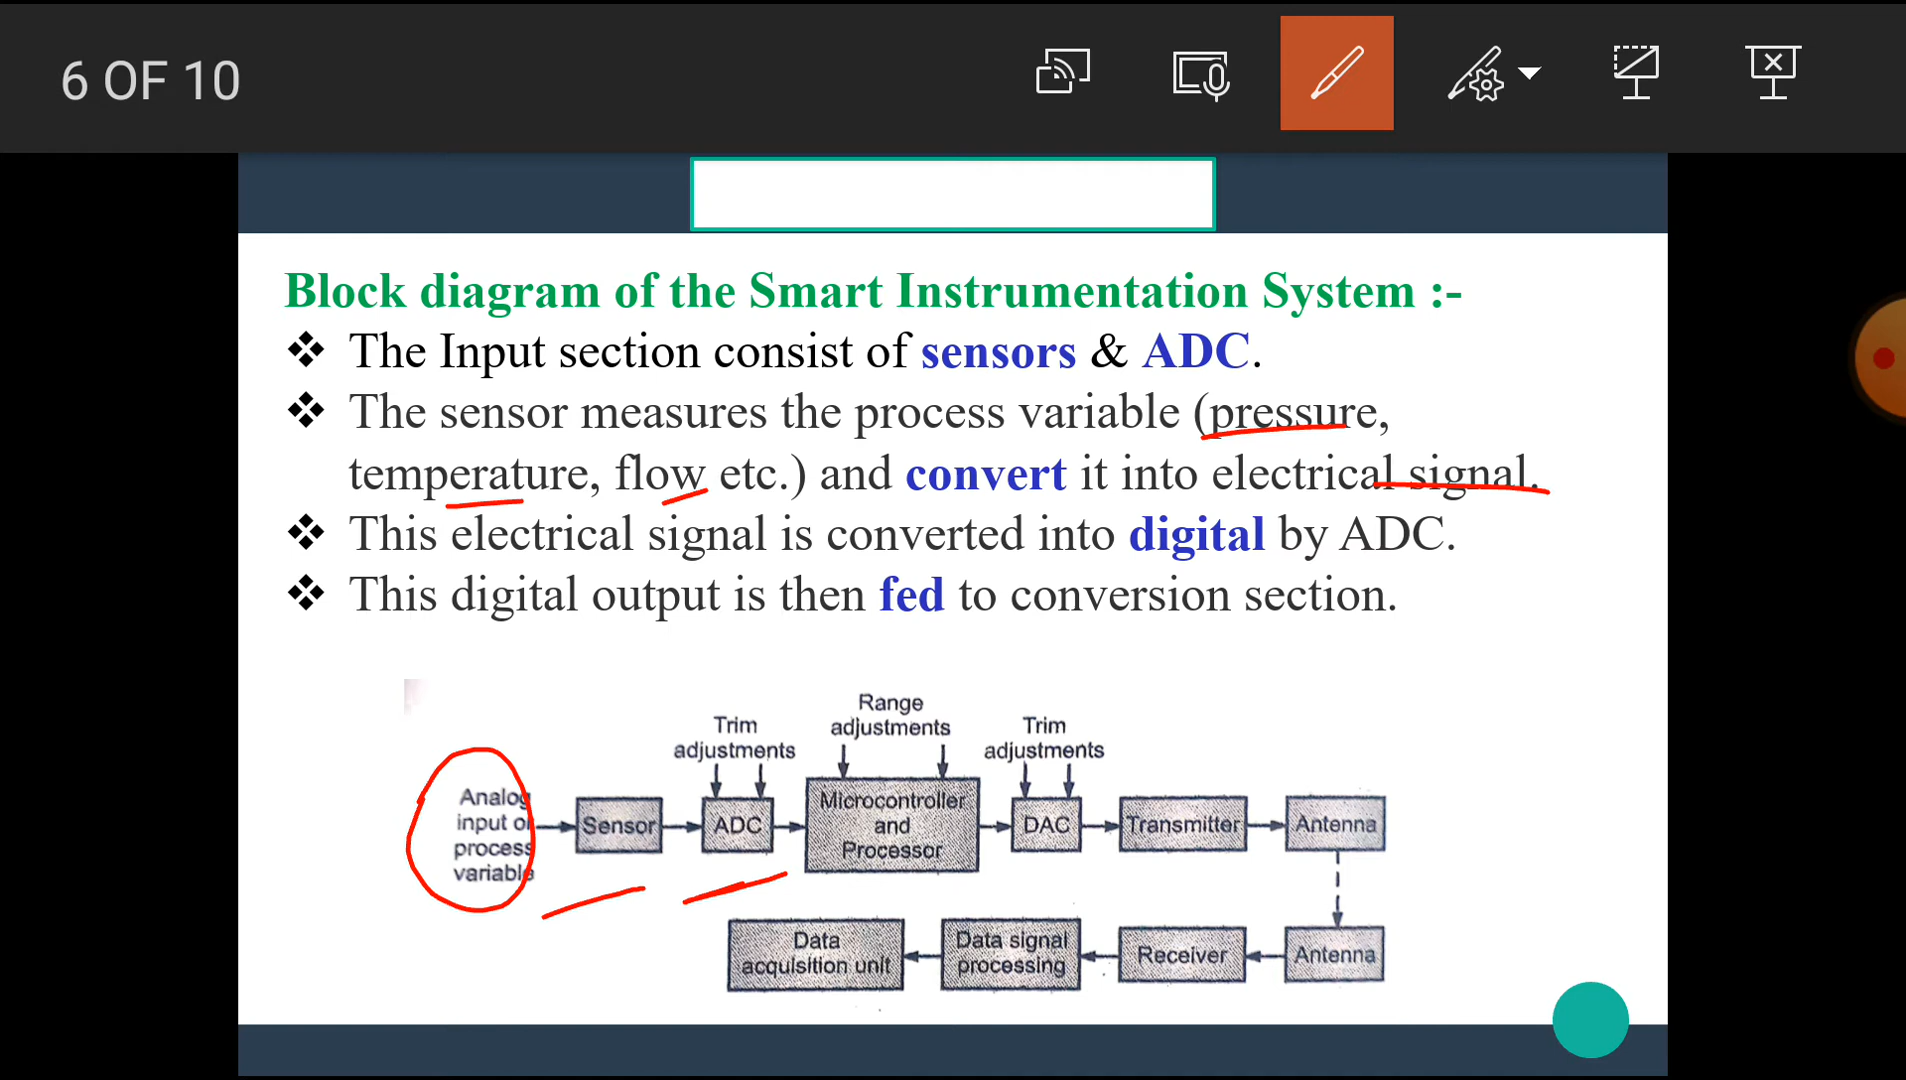 6 OF 10
Block diagram of the Smart Instrumentation System :-
❖ The Input section consist of sensors & ADC.
❖ The sensor measures the process variable (pressure,
temperature, flow etc.) and convert it into electrical signal.
❖ This electrical signal is converted into digital by ADC.
❖ This digital output is then fed to conversion section.
Range
adjustments
Trim
adjustments
Trim
adjustments
Analog
input or
process
variable
Sensor
ADC
Microcontroller
and
Processor
DAC
Transmitter
Antenna
Data
acqulsition unit
Data signal
processing
Receiver
Antenna